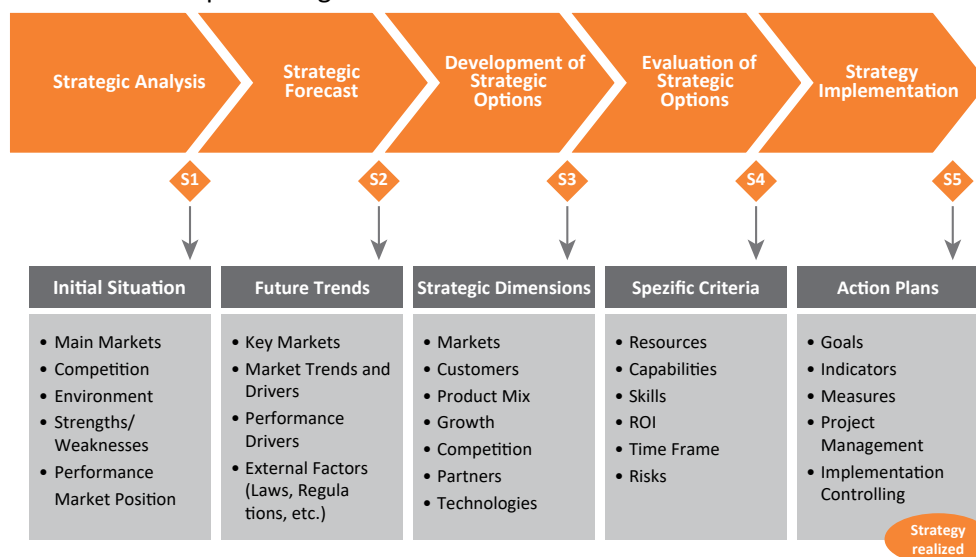 Strategic Analysis
Strategic
Forecast
Development of
Strategic
Options
Evaluation of
Strategic
Options
Strategy
Implementation
S1
S2
S3
S4
S5
Initial Situation
• Main Markets
• Competition
• Environment
• Strengths/
Weaknesses
• Performance
Market Position
Future Trends
• Key Markets
• Market Trends and
Drivers
• Performance
Drivers
• External Factors
(Laws, Regula
tions, etc.)
Strategic Dimensions
• Markets
• Customers
• Product Mix
• Growth
• Competition
• Partners
• Technologies
Spezific Criteria
• Resources
• Capabilities
• Skills
• ROI
• Time Frame
• Risks
Action Plans
• Goals
• Indicators
• Measures
• Project
Management
• Implementation
Controlling
Strategy
realized